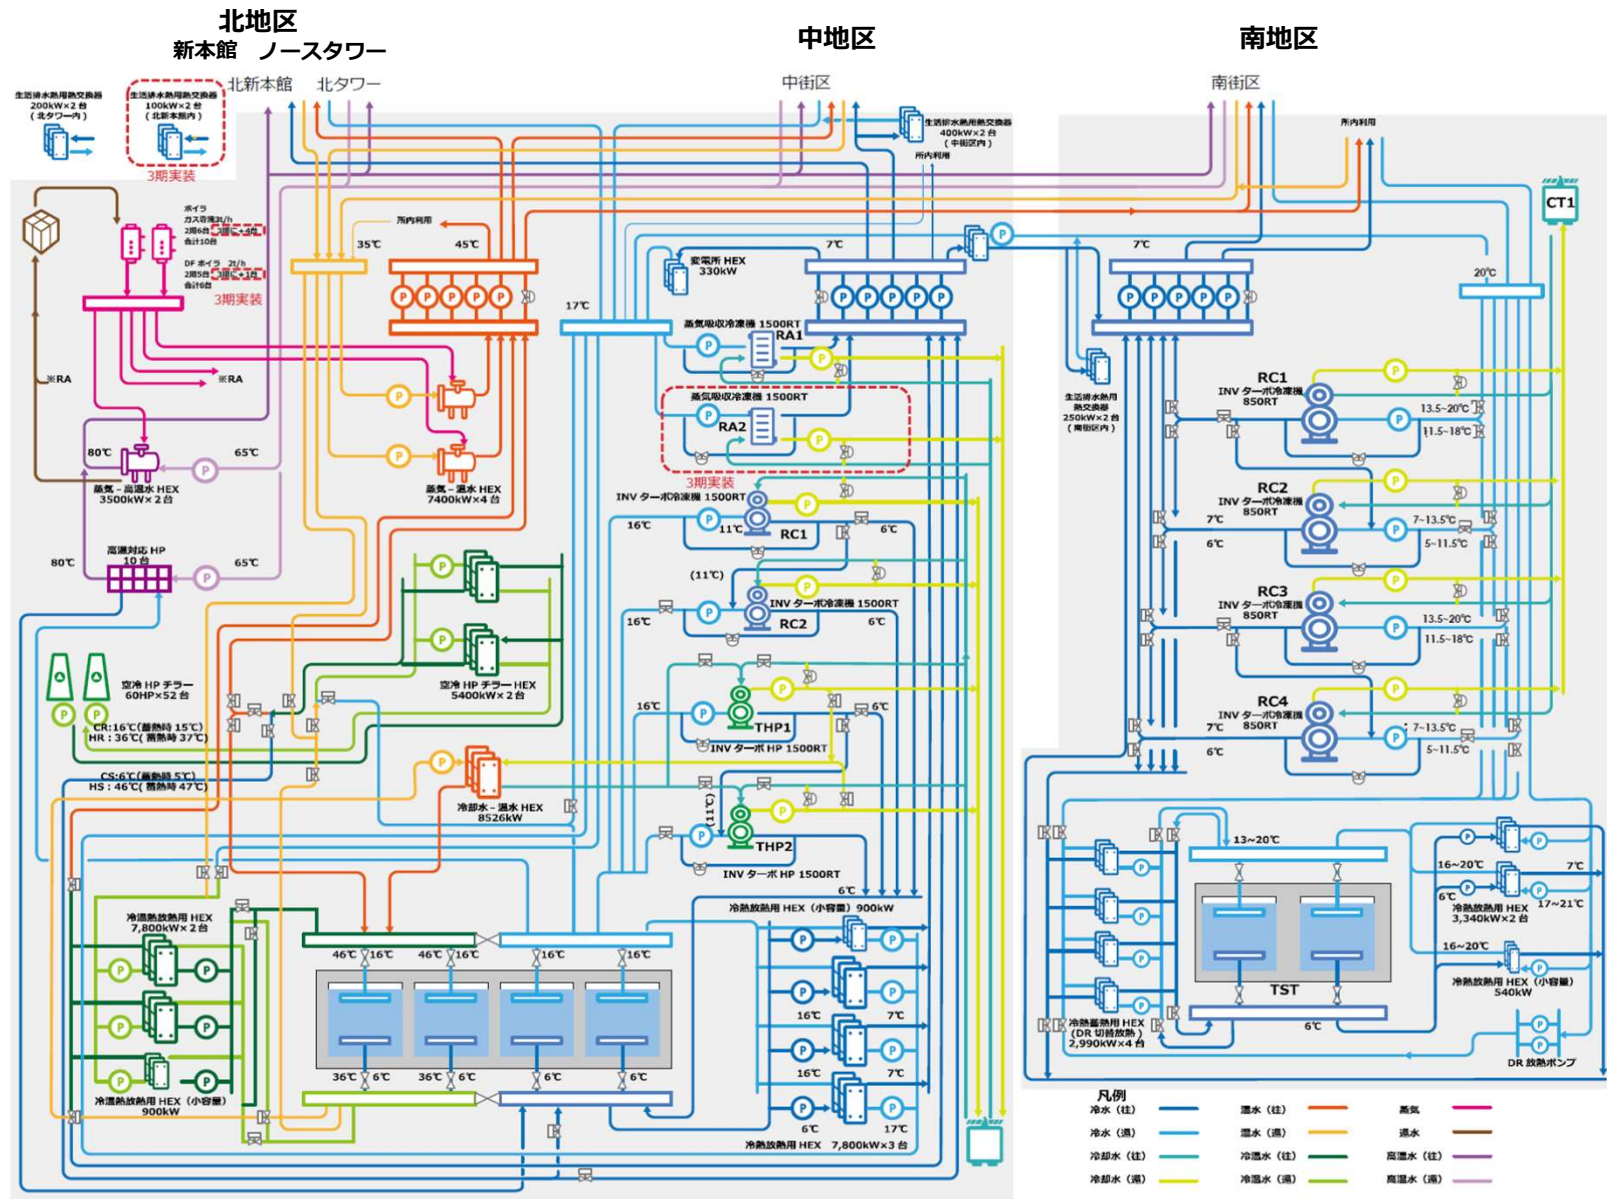 北地区
新本館　ノースタワー
中地区
南地区
北新本館
北タワー
中街区
南街区
生活排水熱用熱交換器
200kW×2台
(北タワー内)
生活排水熱用熱交換器
100kW×2台
(北新本館内)
3期実装
生活排水熱用熱交換器
400kW×2台
(中街区内)
所内利用
所内利用
ボイラ
ガス専焼3t/h
2期6台 3期に+4台
合計10台
DFボイラ 2t/h
2期5台 3期に+1台
合計6台
3期実装
所内利用
35℃
45℃
P P P P P
17℃
変電所 HEX
330kW
7℃
P
P P P P P
7℃
P P P P P
20℃
CT1
※RA
※RA
80℃
65℃
P
蒸気－高温水 HEX
3500kW×2台
P
P
蒸気－温水 HEX
7400kW×4台
蒸気吸収冷凍機 1500RT
RA1
P
P
蒸気吸収冷凍機 1500RT
RA2
P
P
3期実装
生活排水熱用
熱交換器
250kW×2台
(南街区内)
INV ターボ冷凍機 1500RT
P
16℃
P
11℃
RC1
6℃
(11℃)
P
INV ターボ冷凍機 1500RT
16℃
P
RC2
6℃
RC1
INV ターボ冷凍機
850RT
P
P
13.5~20℃
11.5~18℃
RC2
INV ターボ冷凍機
850RT
P
P
7℃
6℃
7~13.5℃
5~11.5℃
RC3
INV ターボ冷凍機
850RT
P
P
13.5~20℃
11.5~18℃
RC4
INV ターボ冷凍機
850RT
P
P
7℃
6℃
7~13.5℃
5~11.5℃
高温対応 HP
10台
80℃
65℃
P
P
P
空冷 HP チラー HEX
5400kW×2台
P
P
空冷 HP チラー
60HP×52台
CR:16℃(蓄熱時 15℃)
HR：36℃( 蓄熱時 37℃)
CS:6℃(蓄熱時 5℃)
HS：46℃( 蓄熱時 47℃)
P
冷却水－温水 HEX
8526kW
16℃
P
P
6℃
THP1
INV ターボ HP 1500RT
(11℃)
P
P
THP2
INV ターボ HP 1500RT
6℃
冷熱放熱用 HEX（小容量）900kW
冷温熱放熱用 HEX
7,800kW×2台
P
P
P
P
P
P
冷温熱放熱用 HEX（小容量）
900kW
46℃ 16℃
46℃ 16℃
16℃
16℃
36℃ 6℃
36℃ 6℃
6℃
6℃
P
P
P
P
16℃
7℃
P
P
16℃
7℃
P
P
6℃
17℃
冷熱放熱用 HEX　7,800kW×3台
13~20℃
P
P
P
P
冷熱蓄熱用 HEX
(DR 切替放熱)
2,990kW×4台
TST
6℃
P
P
16~20℃
7℃
P
P
6℃
17~21℃
冷熱放熱用 HEX
3,340kW×2台
16~20℃
P
冷熱放熱用 HEX（小容量）
540kW
P
P
DR 放熱ポンプ
凡例
冷水（往）
温水（往）
蒸気
冷水（還）
温水（還）
還水
冷却水（往）
冷温水（往）
高温水（往）
冷却水（還）
冷温水（還）
高温水（還）